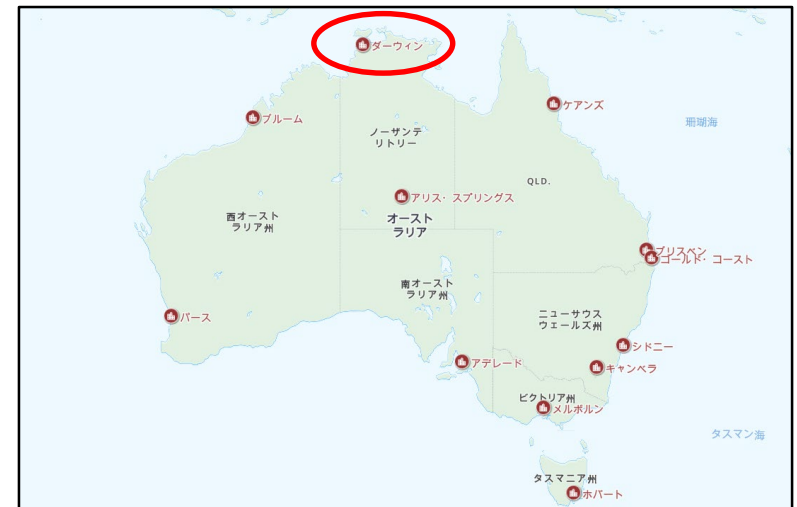 ダーウィン
ケアンズ
ブルーム
珊瑚海
ノーザンテ
リトリー
QLD.
アリス・スプリングス
西オースト
ラリア州
オースト
ラリア
ブリスベン
ゴールド・コースト
南オースト
ラリア州
パース
ニューサウス
ウェールズ州
シドニー
アデレード
キャンベラ
ビクトリア州
メルボルン
タスマン海
タスマニア州
ホバート